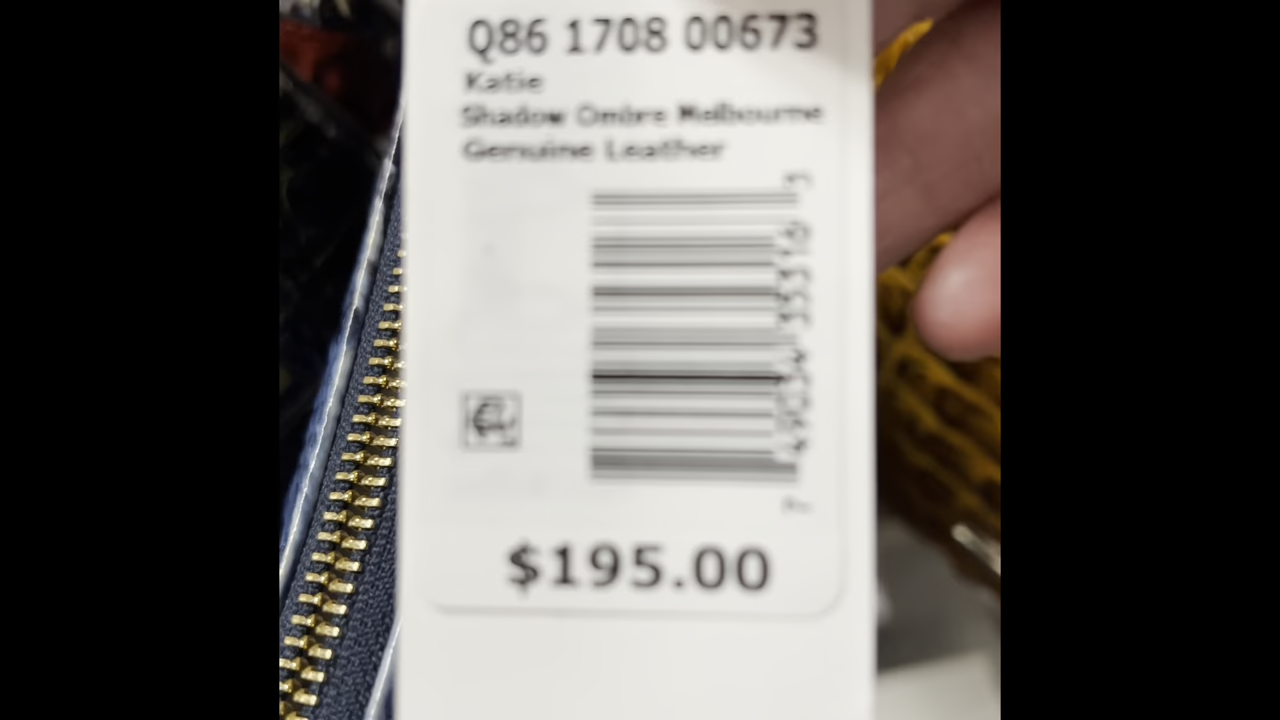 Q86 1708 00673
Katie
Shadow Ombre Melbourne
Genuine Leather
$195.00